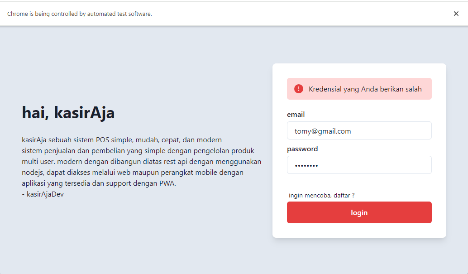 Chrome is being controlled by automated test software.
hai, kasirAja
kasirAja sebuah sistem POS simple, mudah, cepat, dan modern
sistem penjualan dan pembelian yang simple dengan pengelolan produk
multi user. modern dengan dibangun diatas rest api dengan menggunakan
nodejs, dapat diakses melalui web maupun perangkat mobile dengan
aplikasi yang tersedia dan support dengan PWA.
- kasirAjaDev
Kredensial yang Anda berikan salah
email
tomy@gmail.com
password
••••••••
ingin mencoba, daftar ?
login